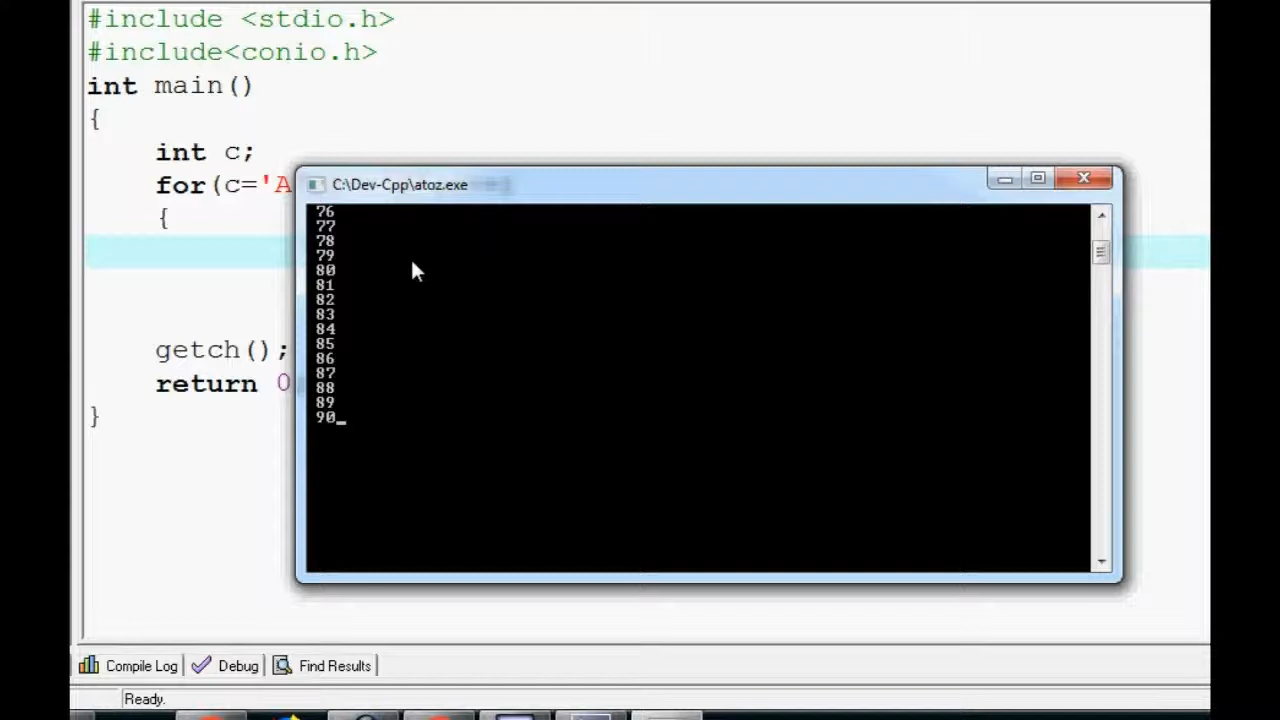 #include <stdio.h>
#include<conio.h>
int main()
{
int c;
for(c='A
{
getch();
return 0
}
C:\Dev-Cpp\atoz.exe
76
77
78
79
80
81
82
83
84
85
86
87
88
89
90_
Compile Log
Debug
Find Results
Ready.